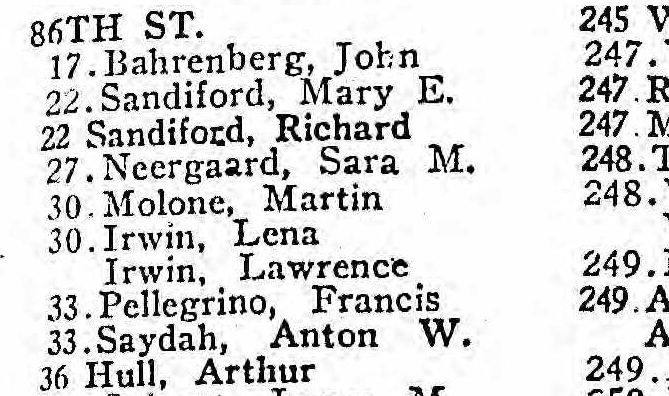 86TH ST.
17.Bahrenberg, John
22.Sandiford, Mary E.
22 Sandiford, Richard
27.Neergaard, Sara M.
30.Molone, Martin
30.Irwin, Lena
Irwin, Lawrence
33.Pellegrino, Francis
33.Saydah, Anton W.
36 Hull, Arthur
245
247.
247.
247.
248.
248.
249.
249.
249.